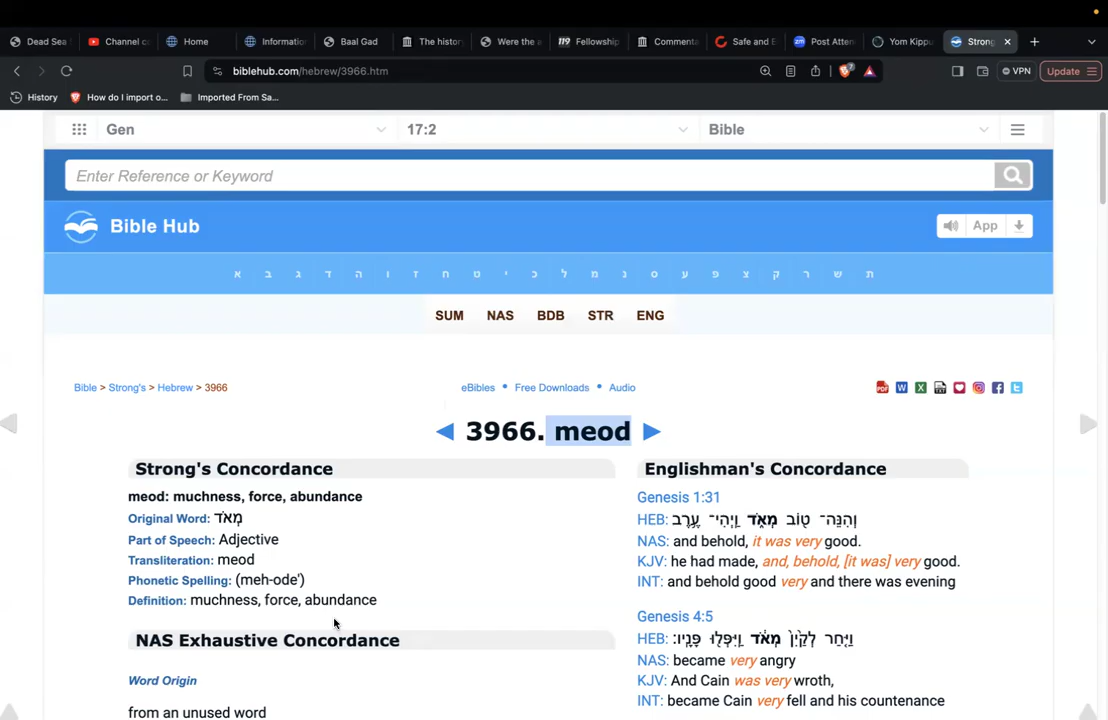 Dead Sea
Channel c
Home
Information
Baal Gad
The history
Were the a
119 Fellowship
Commenta
Safe and E
zm Post Atten
Yom Kippu
Strong
biblehub.com/hebrew/3966.htm
VPN
Update
History
How do I import o...
Imported From Sa...
Gen
17:2
Bible
Enter Reference or Keyword
Bible Hub
App
א ב ג ד ה ו ז ח ט י כ ל מ נ ס ע פ צ ק ר ש ת
SUM NAS BDB STR ENG
Bible > Strong's > Hebrew > 3966
eBibles • Free Downloads • Audio
3966. meod
Strong's Concordance
meod: muchness, force, abundance
Original Word: מְאֹד
Part of Speech: Adjective
Transliteration: meod
Phonetic Spelling: (meh-ode')
Definition: muchness, force, abundance
NAS Exhaustive Concordance
Word Origin
from an unused word
Englishman's Concordance
Genesis 1:31
HEB: וְהִנֵּה־ ט֖וֹב מְאֹ֑ד וַֽיְהִי־ עֶ֥רֶב
NAS: and behold, it was very good.
KJV: he had made, and, behold, [it was] very good.
INT: and behold good very and there was evening
Genesis 4:5
HEB: וַיִּ֤חַר לְקַ֙יִן֙ מְאֹ֔ד וַֽיִּפְּל֖וּ פָּנָֽיו׃
NAS: became very angry
KJV: And Cain was very wroth,
INT: became Cain very fell and his countenance